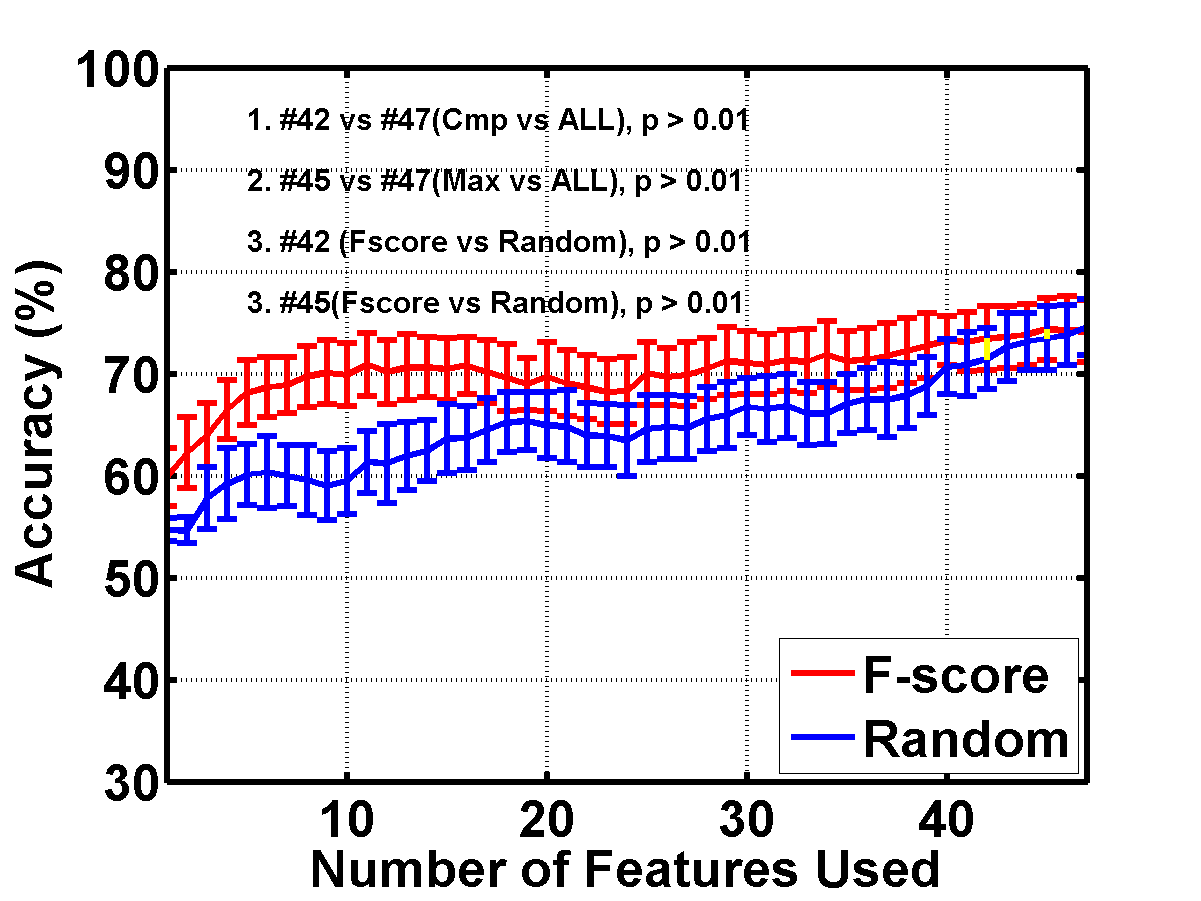 100
1. #42 vs #47(Cmp vs ALL), p > 0.01
90
2. #45 vs #47(Max vs ALL), p > 0.01
3. #42 (Fscore vs Random), p > 0.01
80
3. #45(Fscore vs Random), p > 0.01
70
60
50
40
30
Accuracy (%)
F-score
Random
10 20 30 40
Number of Features Used